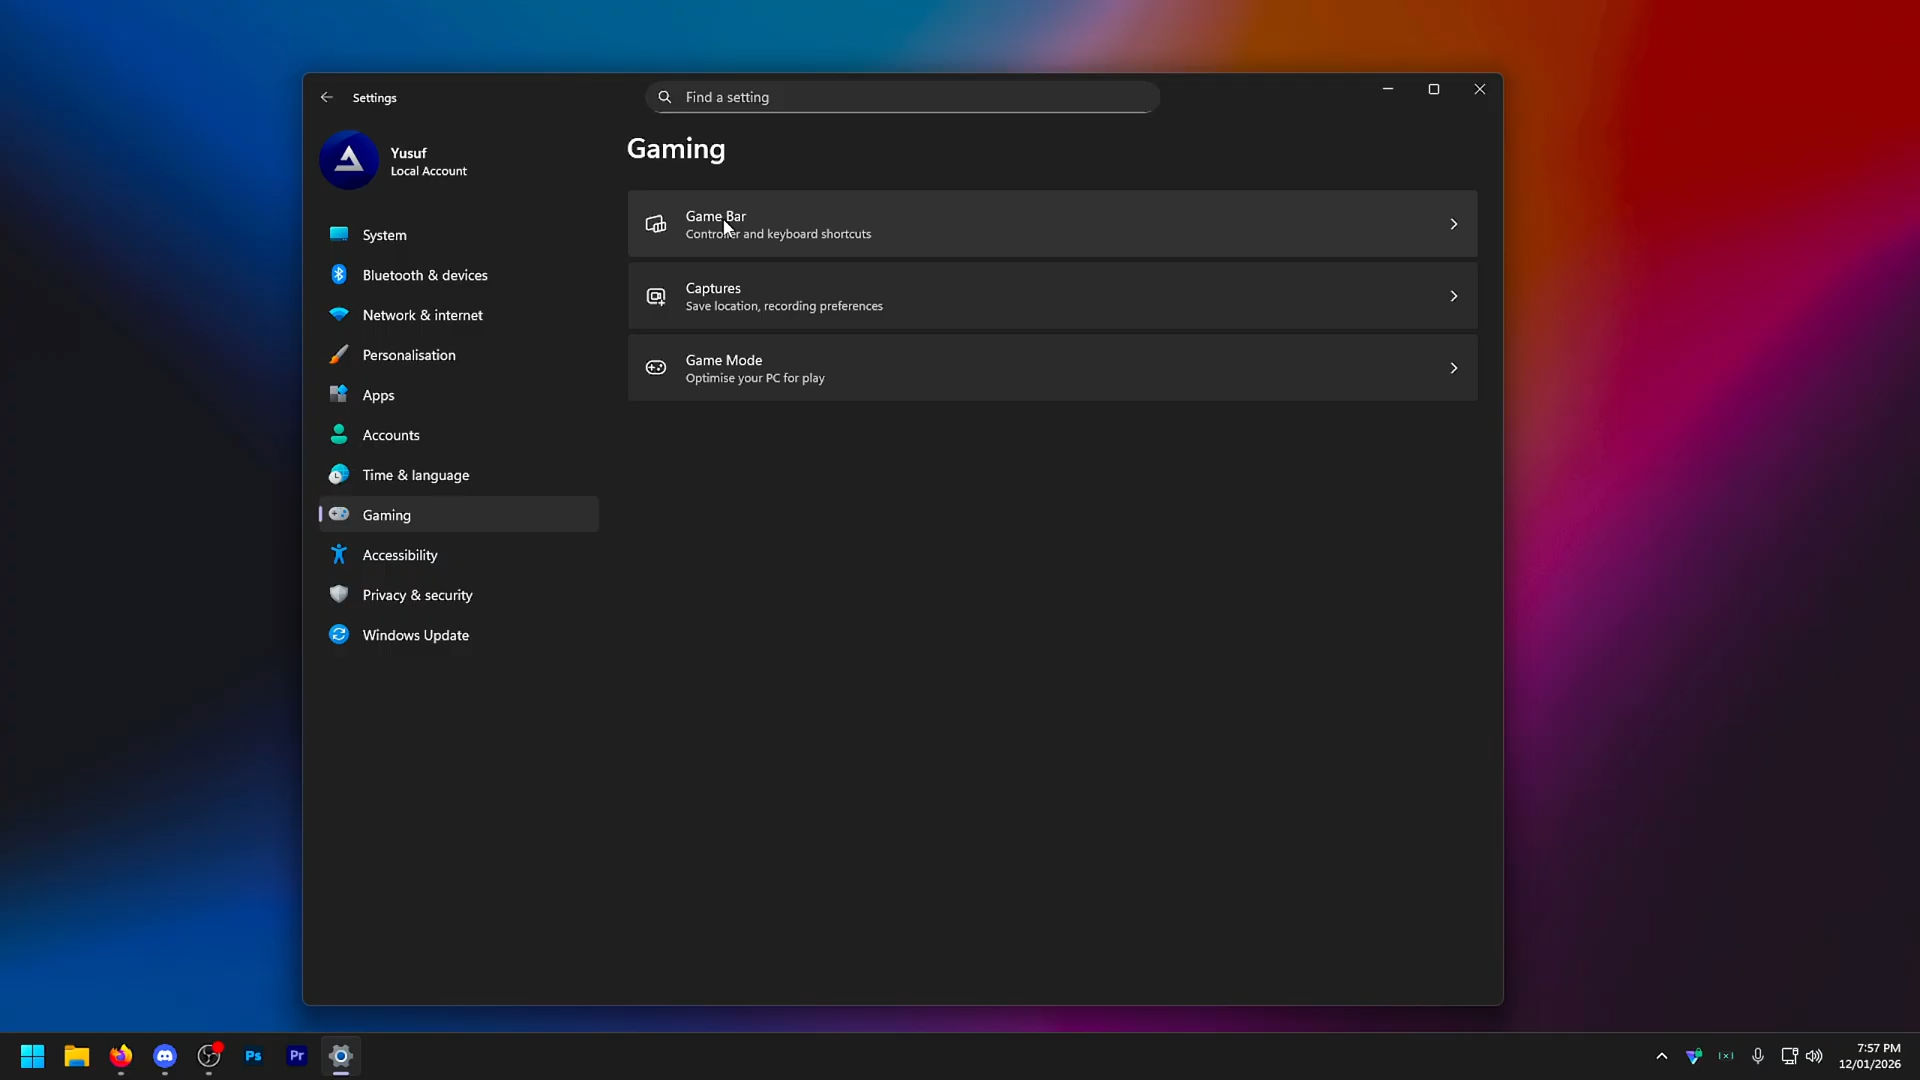 Settings
Find a setting
Yusuf
Local Account
System
Bluetooth & devices
Network & internet
Personalisation
Apps
Accounts
Time & language
Gaming
Accessibility
Privacy & security
Windows Update
Gaming
Game Bar
Controller and keyboard shortcuts
Captures
Save location, recording preferences
Game Mode
Optimise your PC for play
Ps
Pr
7:57 PM
12/01/2026